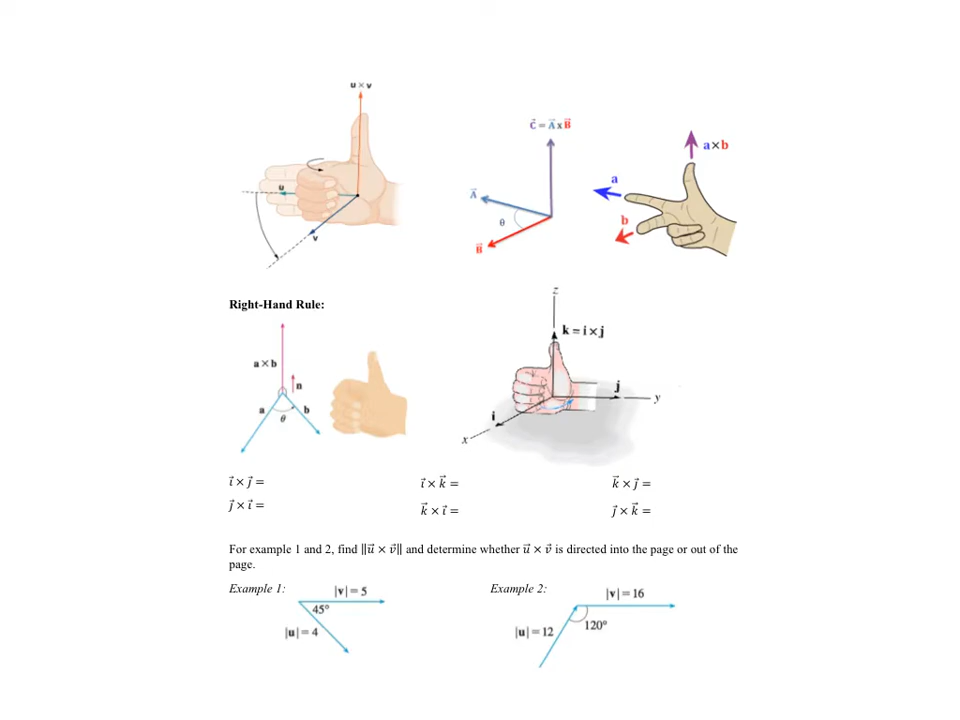 u × v
u
v
C⃗ = A⃗ x B⃗
A⃗
θ
B⃗
a×b
a
b
Right-Hand Rule:
a×b
n
a
b
θ
z
k = i × j
j
y
i
x
i⃗ × j⃗ =
j⃗ × i⃗ =
i⃗ × k⃗ =
k⃗ × i⃗ =
k⃗ × j⃗ =
j⃗ × k⃗ =
For example 1 and 2, find ‖u⃗ × v⃗‖ and determine whether u⃗ × v⃗ is directed into the page or out of the
page.
Example 1:
|v| = 5
45°
|u| = 4
Example 2:
|v| = 16
120°
|u| = 12